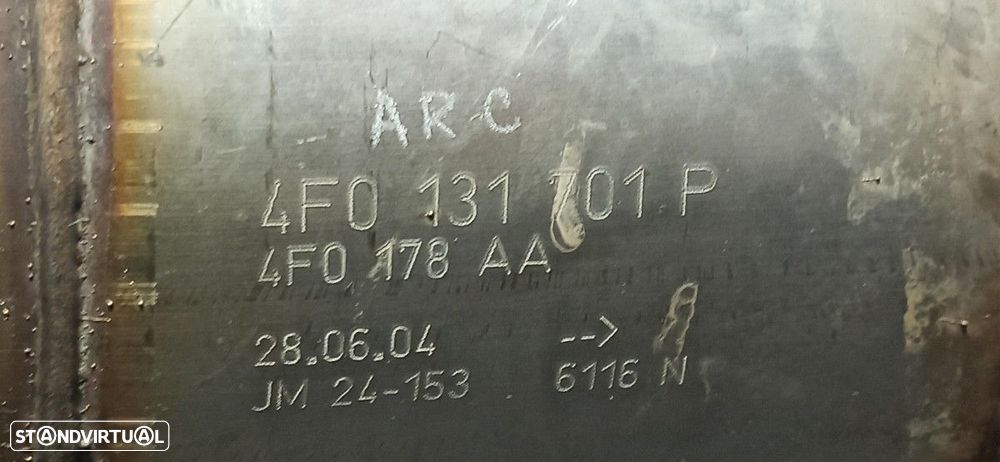 ARC
4F0 131 701 P
4F0 178 AA
28.06.04 -->
JM 24-153 6116 N
STANDVIRTUAL